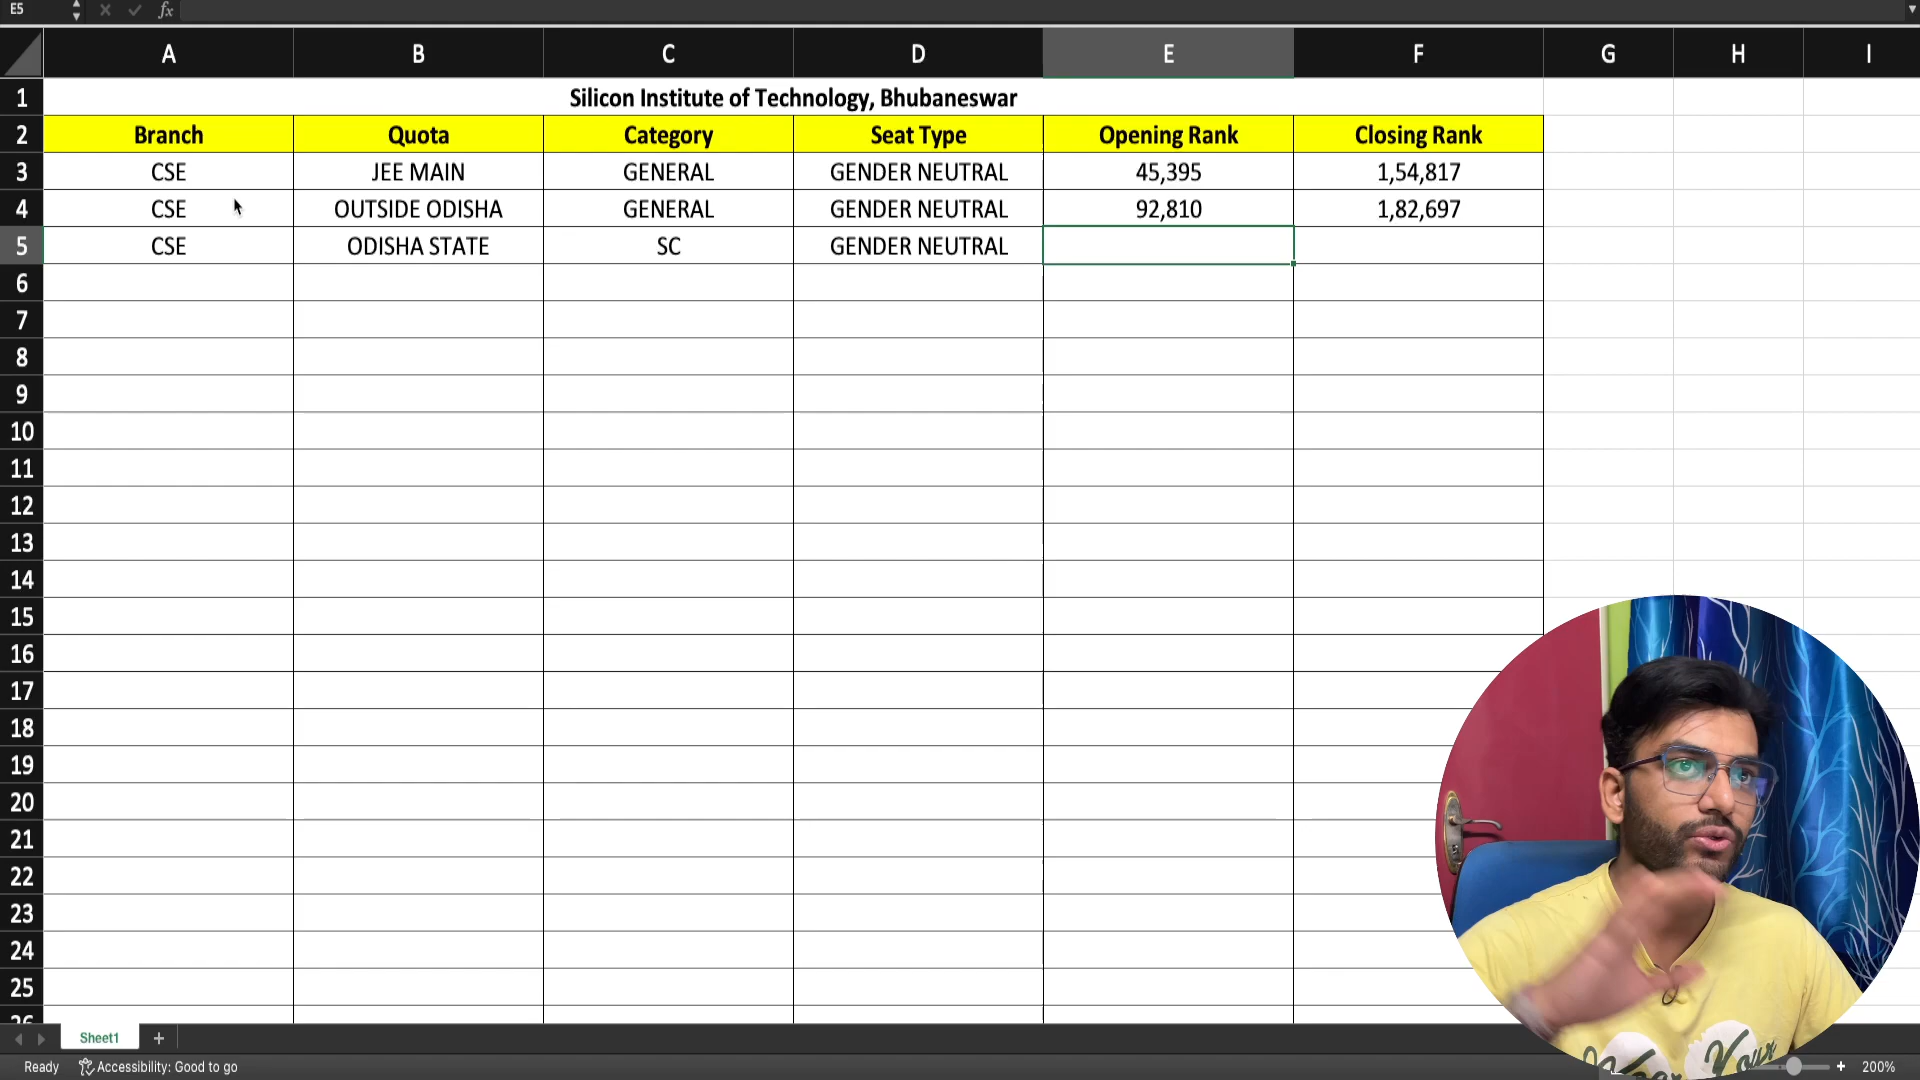 E5 fx
A B C D E F G H I
1 Silicon Institute of Technology, Bhubaneswar
2 Branch Quota Category Seat Type Opening Rank Closing Rank
3 CSE JEE MAIN GENERAL GENDER NEUTRAL 45,395 1,54,817
4 CSE OUTSIDE ODISHA GENERAL GENDER NEUTRAL 92,810 1,82,697
5 CSE ODISHA STATE SC GENDER NEUTRAL
6
7
8
9
10
11
12
13
14
15
16
17
18
19
20
21
22
23
24
25
26
Sheet1 +
Ready Accessibility: Good to go + 200%
Your